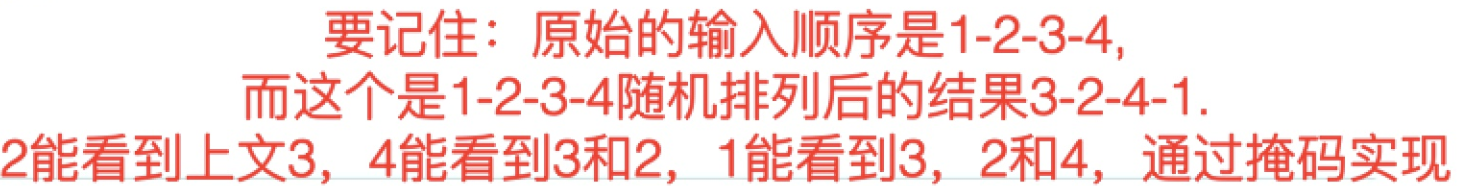 要记住：原始的输入顺序是1-2-3-4,
而这个是1-2-3-4随机排列后的结果3-2-4-1.
2能看到上文3，4能看到3和2，1能看到3，2和4，通过掩码实现